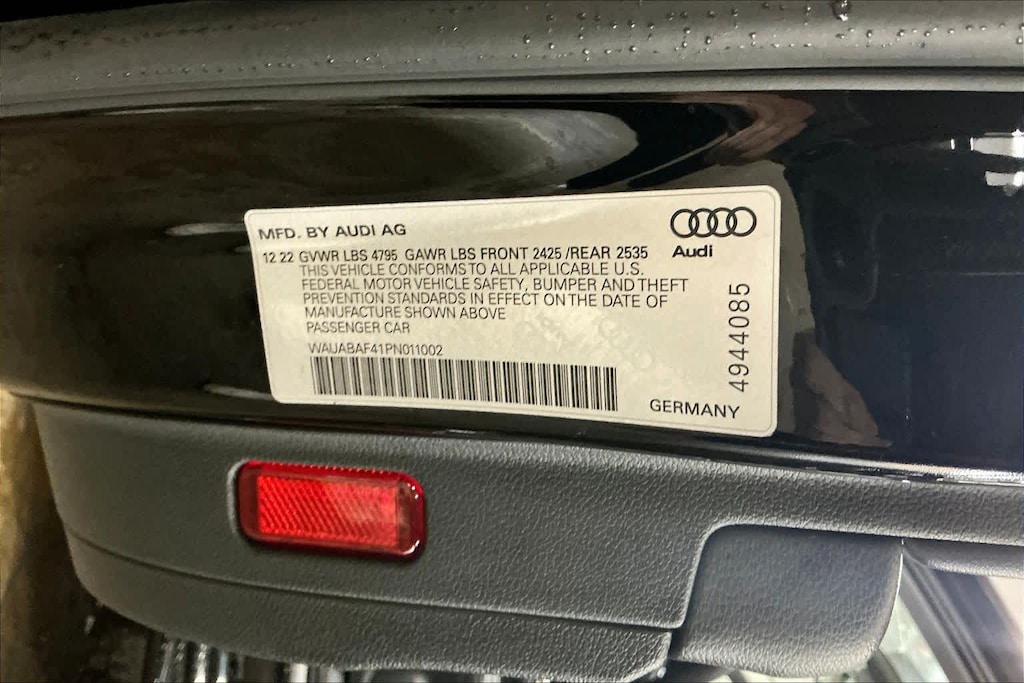 MFD. BY AUDI AG
Audi
12 22 GVWR LBS 4795 GAWR LBS FRONT 2425 /REAR 2535
THIS VEHICLE CONFORMS TO ALL APPLICABLE U.S.
FEDERAL MOTOR VEHICLE SAFETY, BUMPER AND THEFT
PREVENTION STANDARDS IN EFFECT ON THE DATE OF
MANUFACTURE SHOWN ABOVE
PASSENGER CAR
WAUABAF41PN011002
4944085
GERMANY